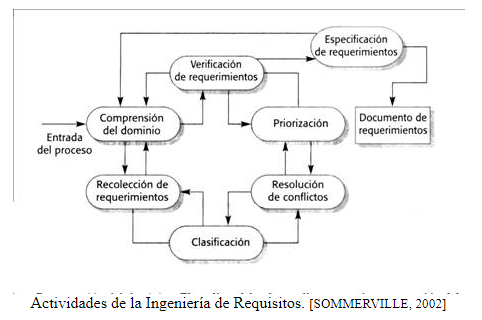 Especificación
de requerimientos
Verificación
de requerimientos
Comprensión
del dominio
Priorización
Documento de
requerimientos
Entrada
del proceso
Recolección de
requerimientos
Resolución
de conflictos
Clasificación
Actividades de la Ingeniería de Requisitos. [SOMMERVILLE, 2002]